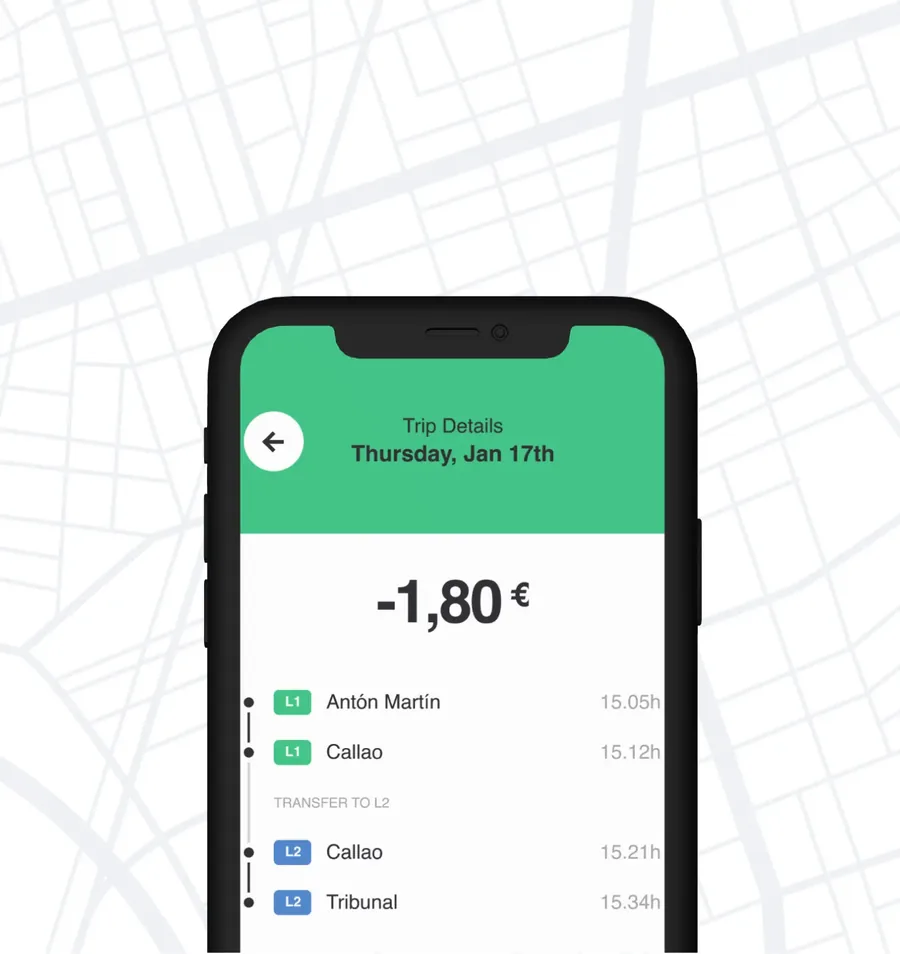 Trip Details
Thursday, Jan 17th
-1,80 €
L1 Antón Martín 15.05h
L1 Callao 15.12h
TRANSFER TO L2
L2 Callao 15.21h
L2 Tribunal 15.34h